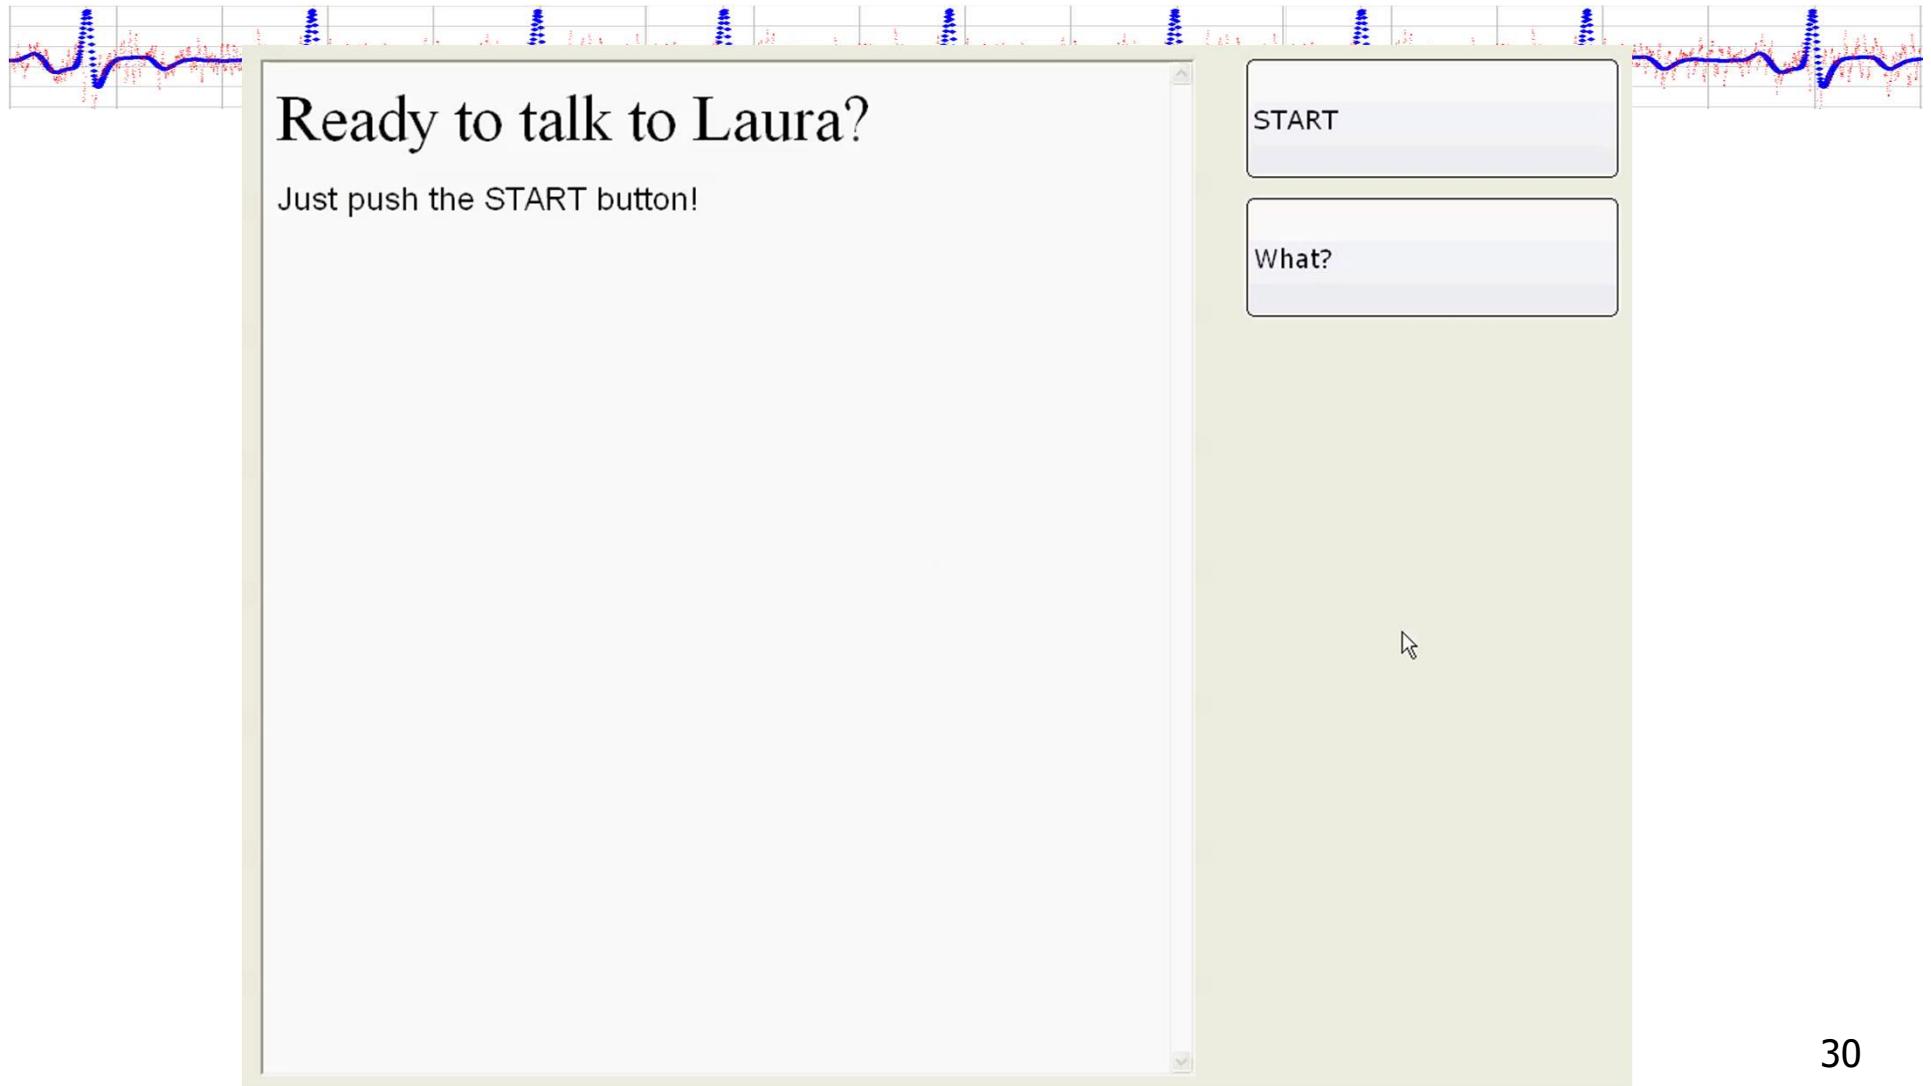 Ready to talk to Laura?
Just push the START button!
START
What?
30